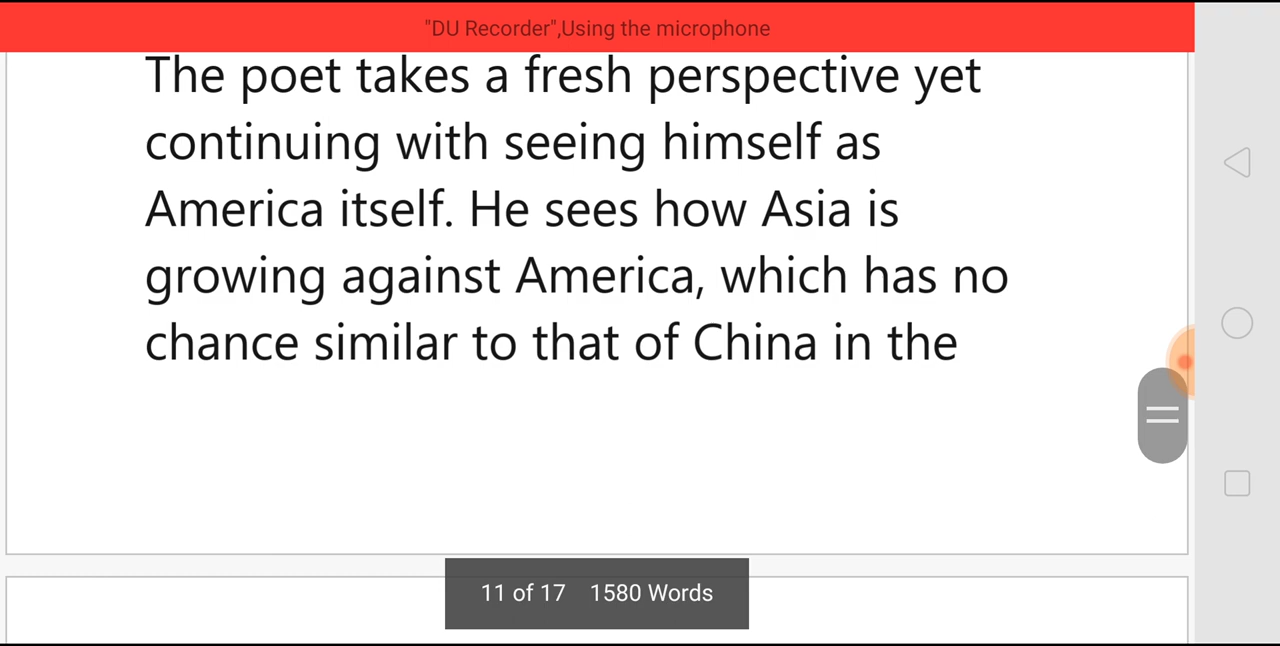 "DU Recorder",Using the microphone
The poet takes a fresh perspective yet
continuing with seeing himself as
America itself. He sees how Asia is
growing against America, which has no
chance similar to that of China in the
11 of 17 1580 Words